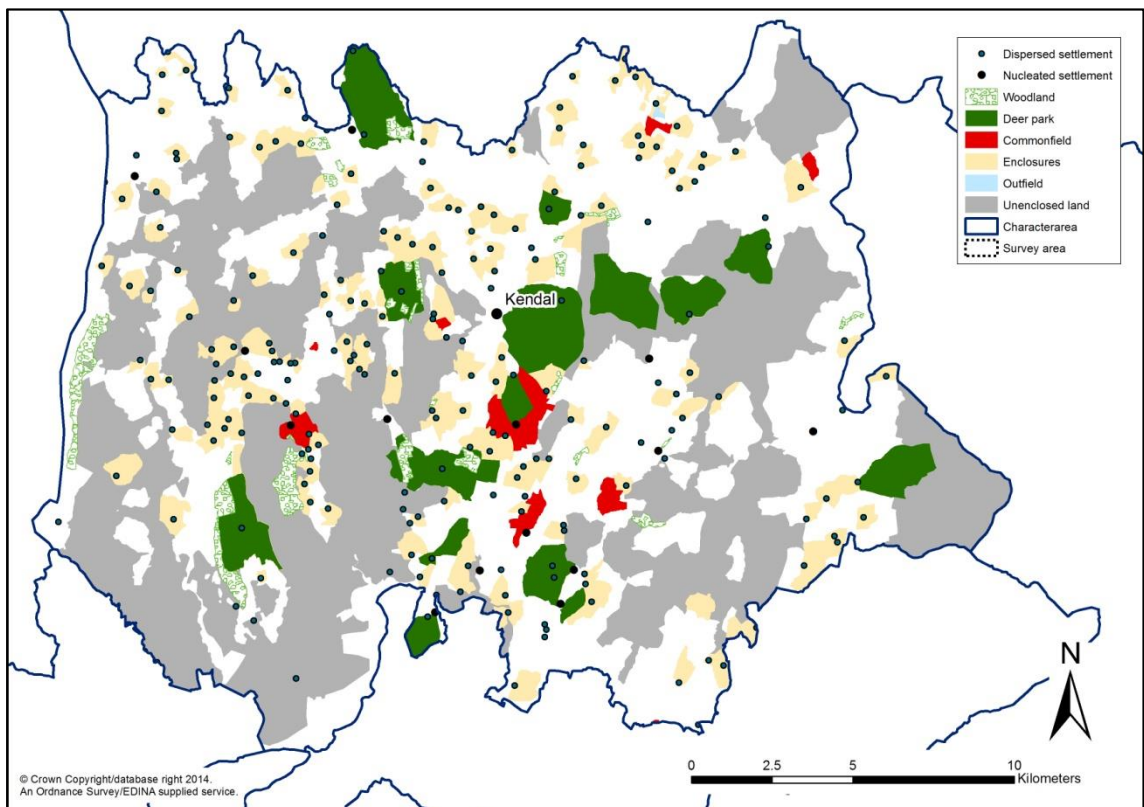 Dispersed settlement
Nucleated settlement
Woodland
Deer park
Commonfield
Enclosures
Outfield
Unenclosed land
Characterarea
Survey area
Kendal
N
© Crown Copyright/database right 2014.
An Ordnance Survey/EDINA supplied service.
0 2.5 5 10
Kilometers